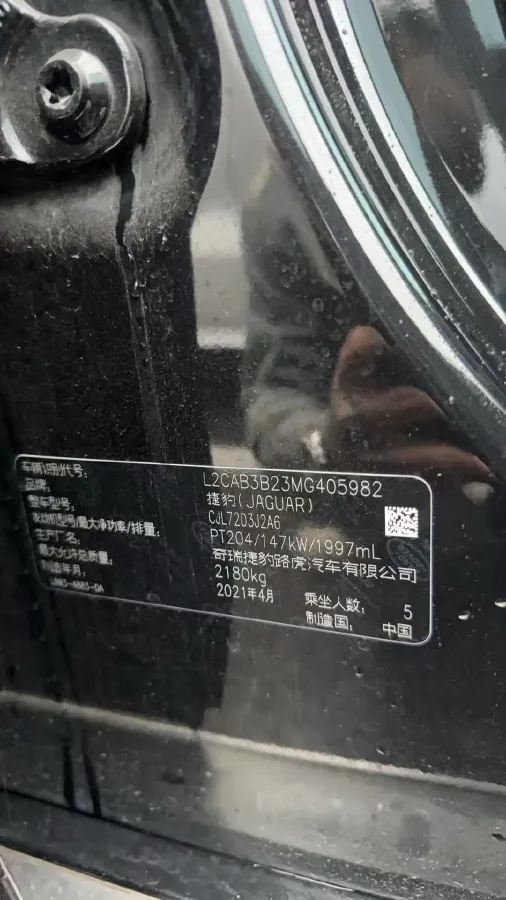 车辆识别代号: L2CAB3B23MG405982
品牌: 捷豹(JAGUAR)
整车型号: CJL7203J2A6
发动机型号/最大净功率/排量: PT204/147kW/1997mL
生产厂名: 奇瑞捷豹路虎汽车有限公司
最大允许总质量: 2180kg 乘坐人数: 5
制造年月: 2021年4月 制造国: 中国